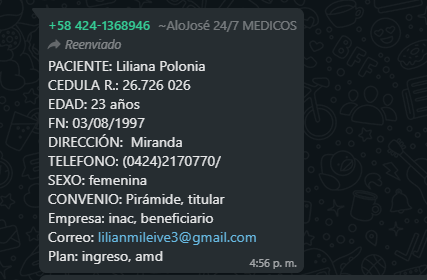 +58 424-1368946 ~AloJosé 24/7 MEDICOS
Reenviado
PACIENTE: Liliana Polonia
CEDULA R.: 26.726 026
EDAD: 23 años
FN: 03/08/1997
DIRECCIÓN: Miranda
TELEFONO: (0424)2170770/
SEXO: femenina
CONVENIO: Pirámide, titular
Empresa: inac, beneficiario
Correo: lilianmileive3@gmail.com
Plan: ingreso, amd
4:56 p. m.